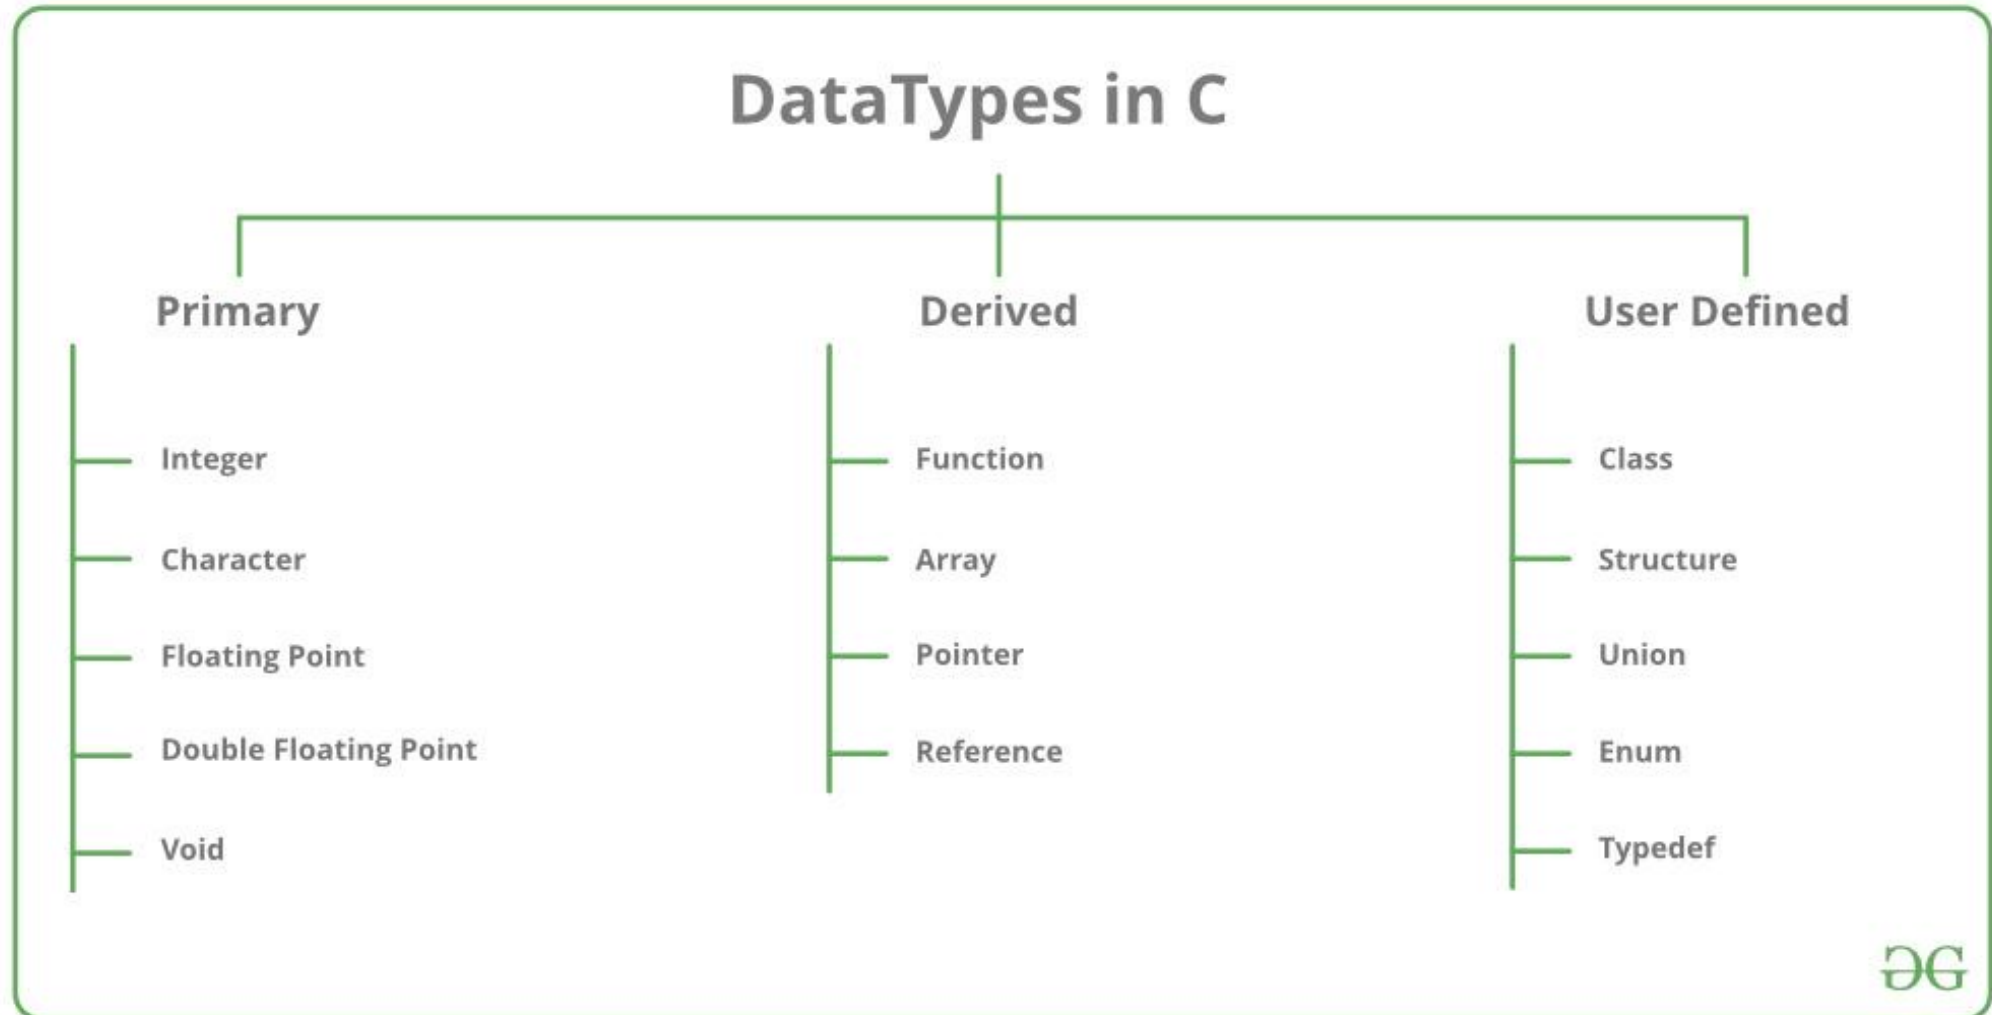 DataTypes in C
Primary
Integer
Character
Floating Point
Double Floating Point
Void
Derived
Function
Array
Pointer
Reference
User Defined
Class
Structure
Union
Enum
Typedef